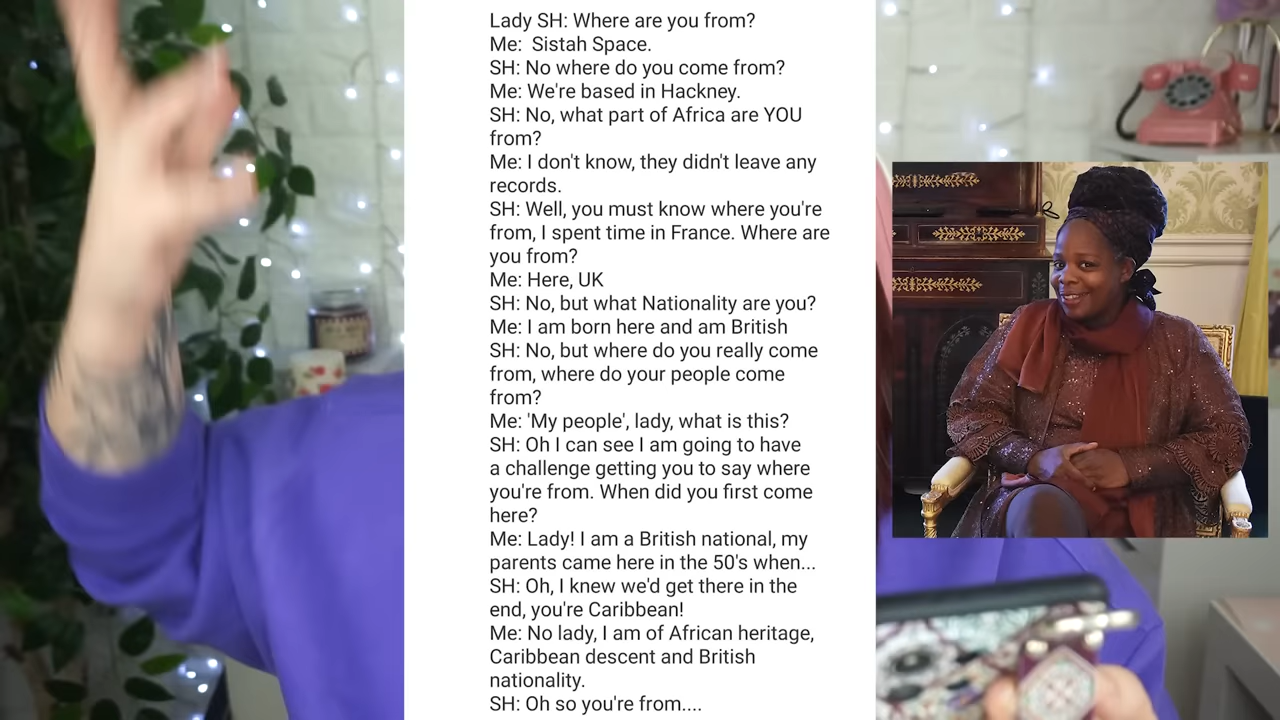 Lady SH: Where are you from?
Me:  Sistah Space.
SH: No where do you come from?
Me: We're based in Hackney.
SH: No, what part of Africa are YOU
from?
Me: I don't know, they didn't leave any
records.
SH: Well, you must know where you're
from, I spent time in France. Where are
you from?
Me: Here, UK
SH: No, but what Nationality are you?
Me: I am born here and am British
SH: No, but where do you really come
from, where do your people come
from?
Me: 'My people', lady, what is this?
SH: Oh I can see I am going to have
a challenge getting you to say where
you're from. When did you first come
here?
Me: Lady! I am a British national, my
parents came here in the 50's when...
SH: Oh, I knew we'd get there in the
end, you're Caribbean!
Me: No lady, I am of African heritage,
Caribbean descent and British
nationality.
SH: Oh so you're from....